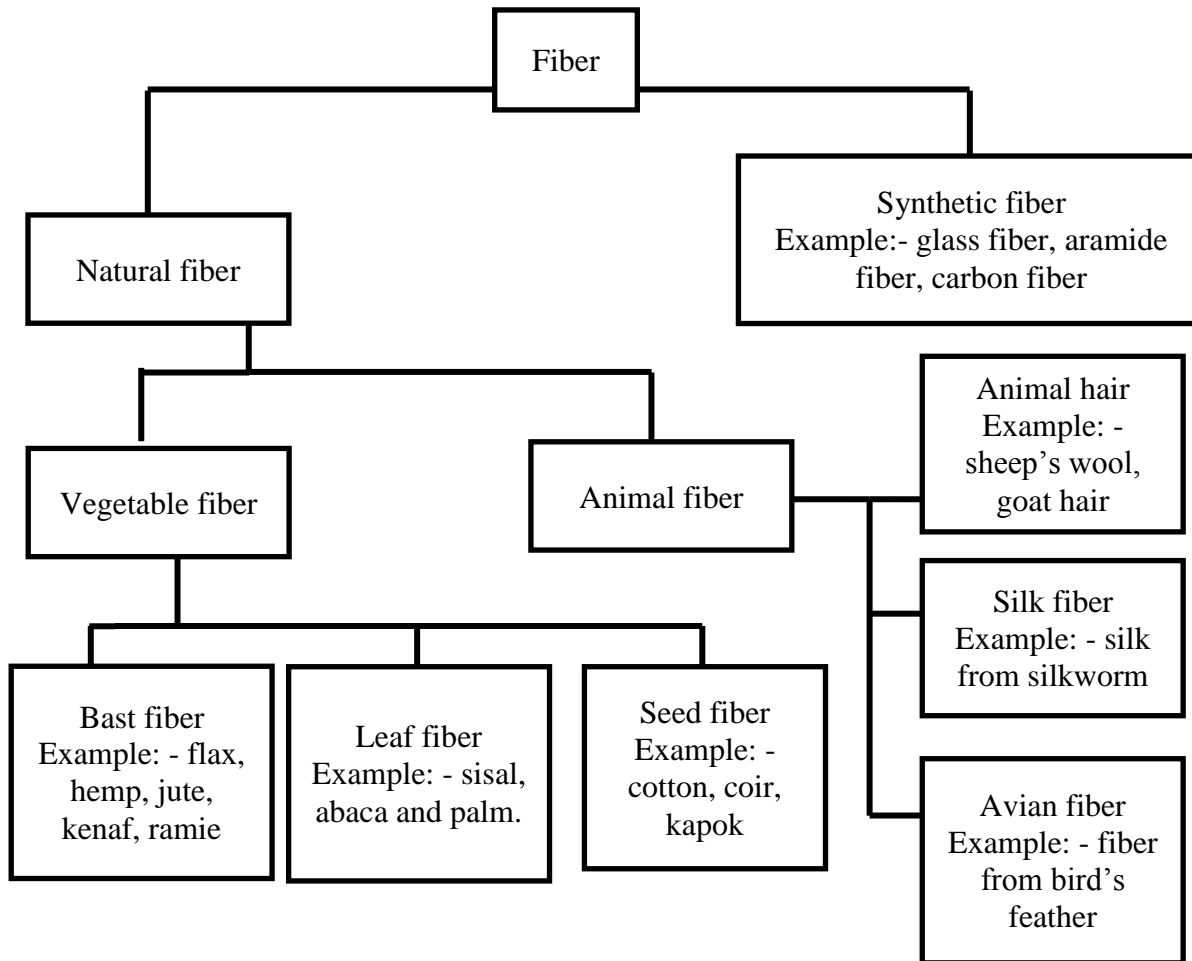 Fiber
Synthetic fiber
Example:- glass fiber, aramide
fiber, carbon fiber
Natural fiber
Animal hair
Example: -
sheep’s wool,
goat hair
Vegetable fiber
Animal fiber
Silk fiber
Example: - silk
from silkworm
Bast fiber
Example: - flax,
hemp, jute,
kenaf, ramie
Leaf fiber
Example: - sisal,
abaca and palm.
Seed fiber
Example: -
cotton, coir,
kapok
Avian fiber
Example: - fiber
from bird’s
feather